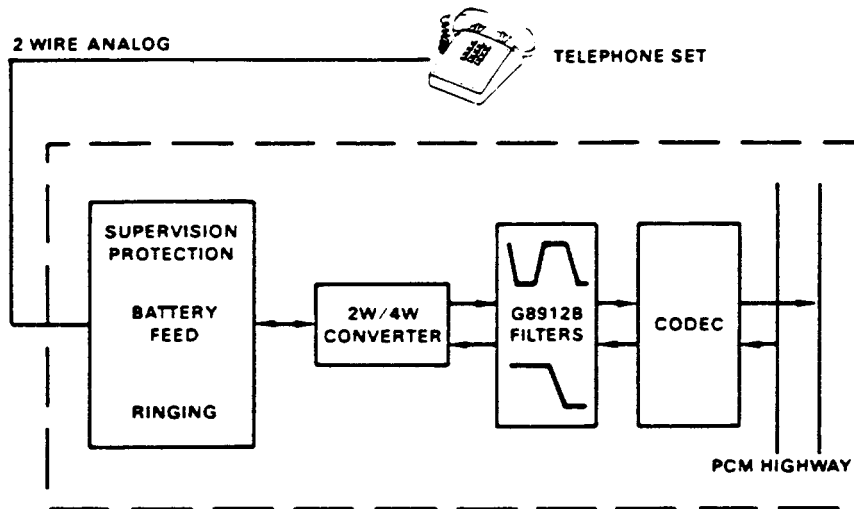 2 WIRE ANALOG
TELEPHONE SET
SUPERVISION
PROTECTION
BATTERY
FEED
RINGING
2W/4W
CONVERTER
G8912B
FILTERS
CODEC
PCM HIGHWAY